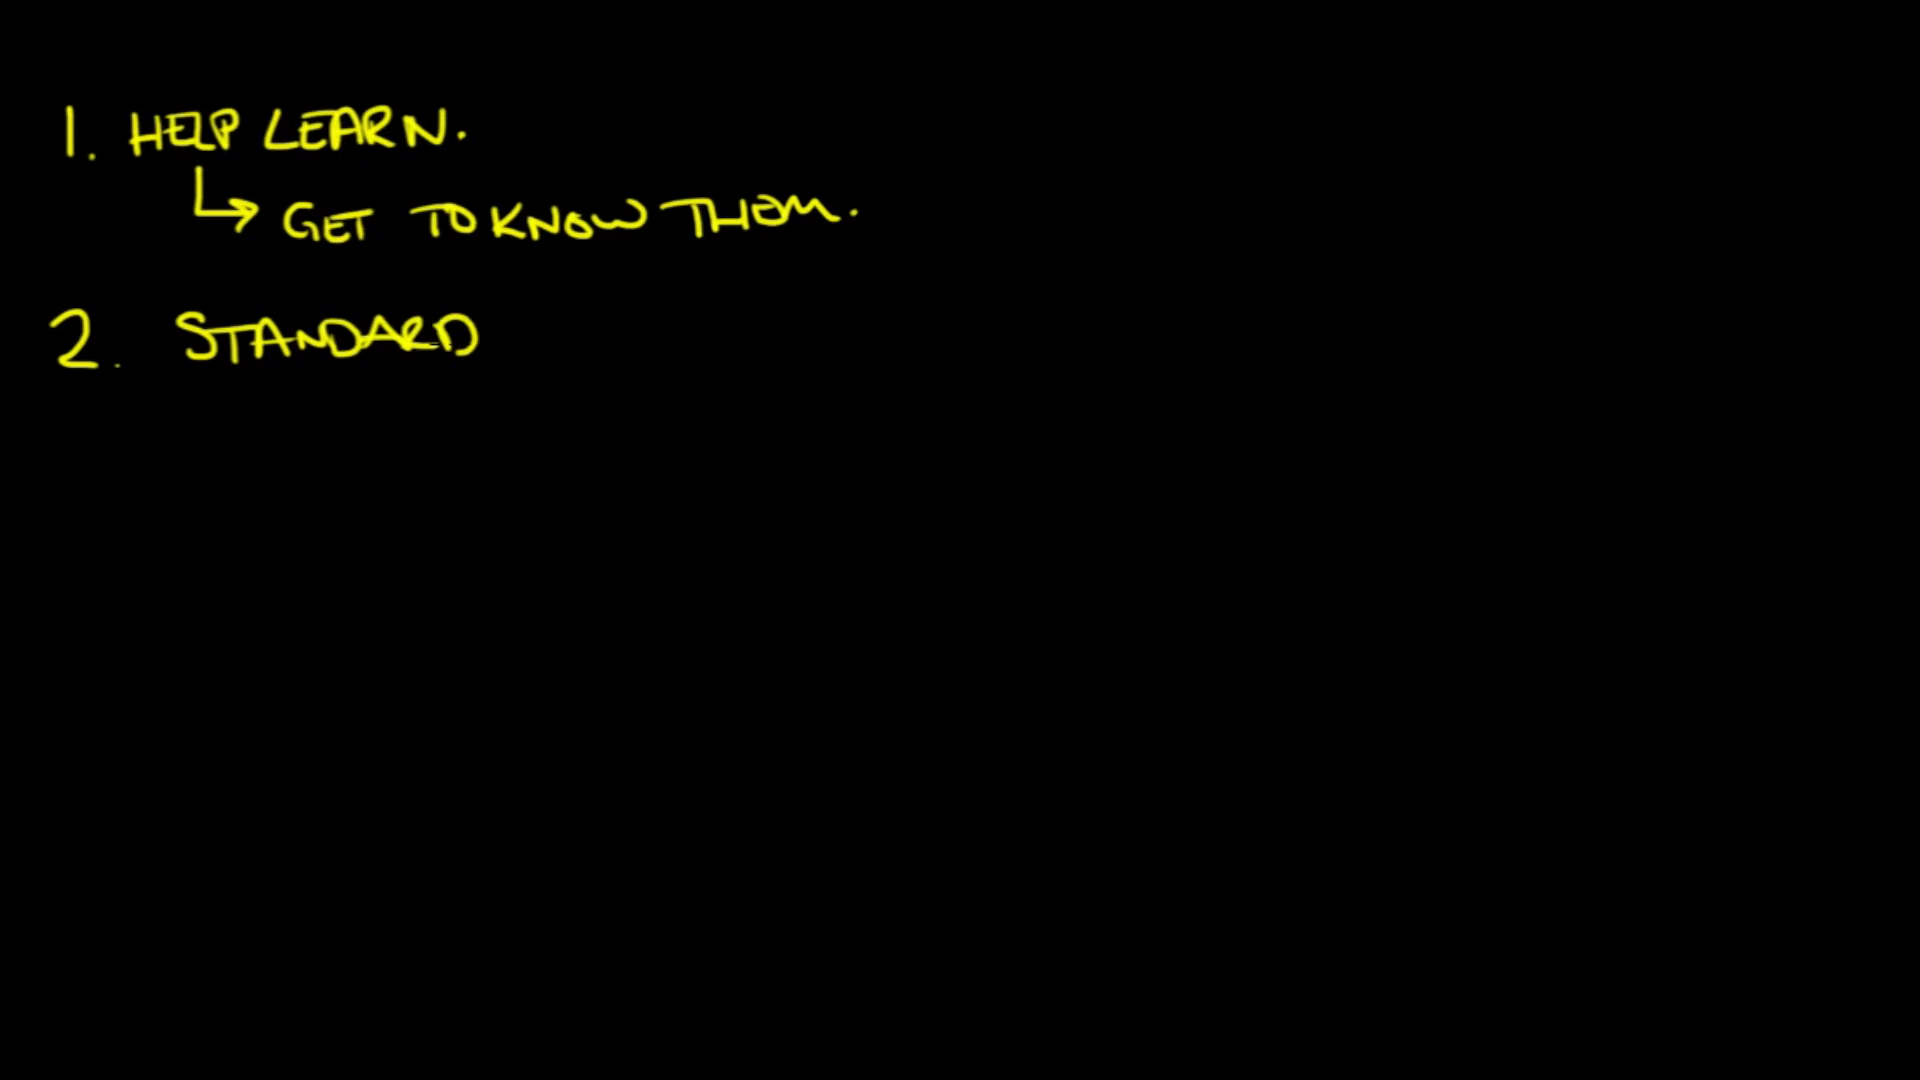 1. HELP LEARN.
↳ GET TO KNOW THEM.
2. STANDARD